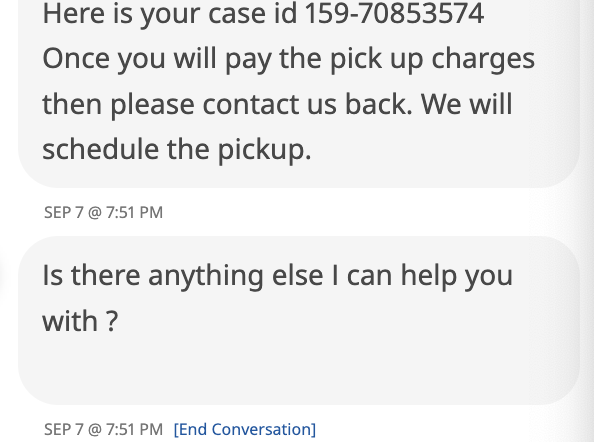 Here is your case id 159-70853574
Once you will pay the pick up charges
then please contact us back. We will
schedule the pickup.
SEP 7 @ 7:51 PM
Is there anything else I can help you
with ?
SEP 7 @ 7:51 PM [End Conversation]